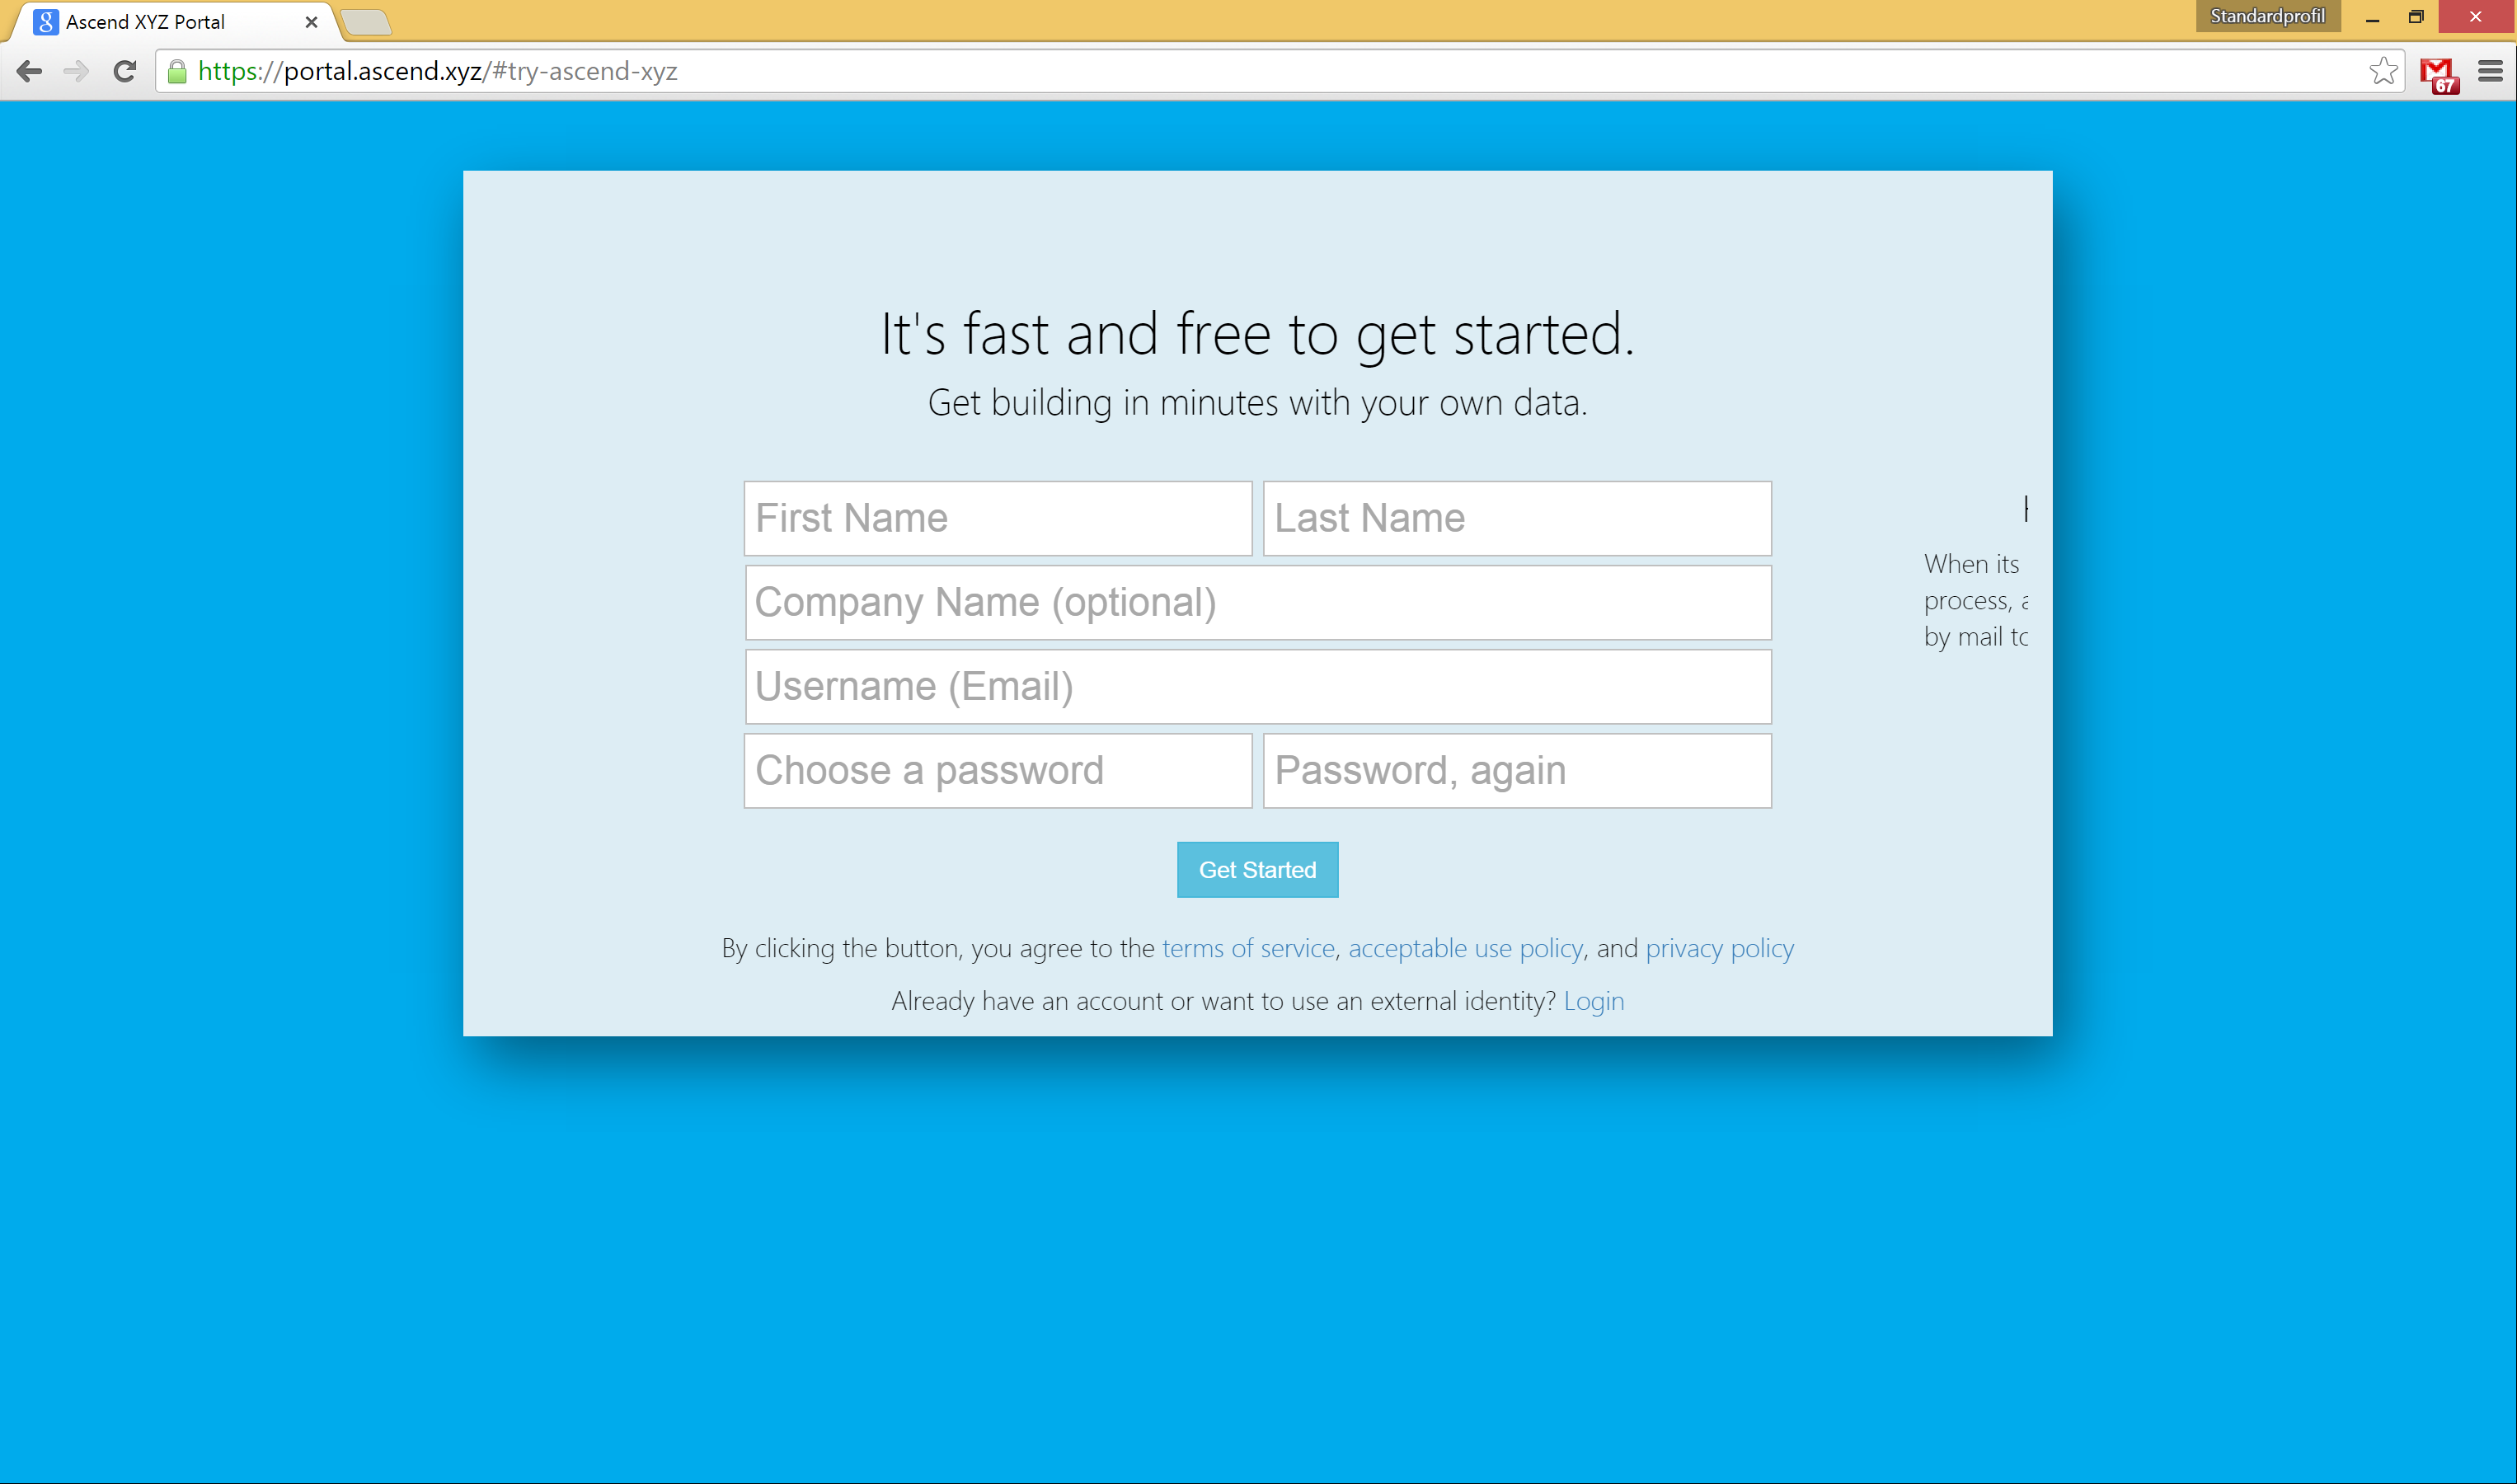 Ascend XYZ Portal
Standardprofil
https://portal.ascend.xyz/#try-ascend-xyz
67
It's fast and free to get started.
Get building in minutes with your own data.
First Name
Last Name
Company Name (optional)
Username (Email)
Choose a password
Password, again
When its
process,
by mail
Get Started
By clicking the button, you agree to the terms of service, acceptable use policy, and privacy policy
Already have an account or want to use an external identity? Login